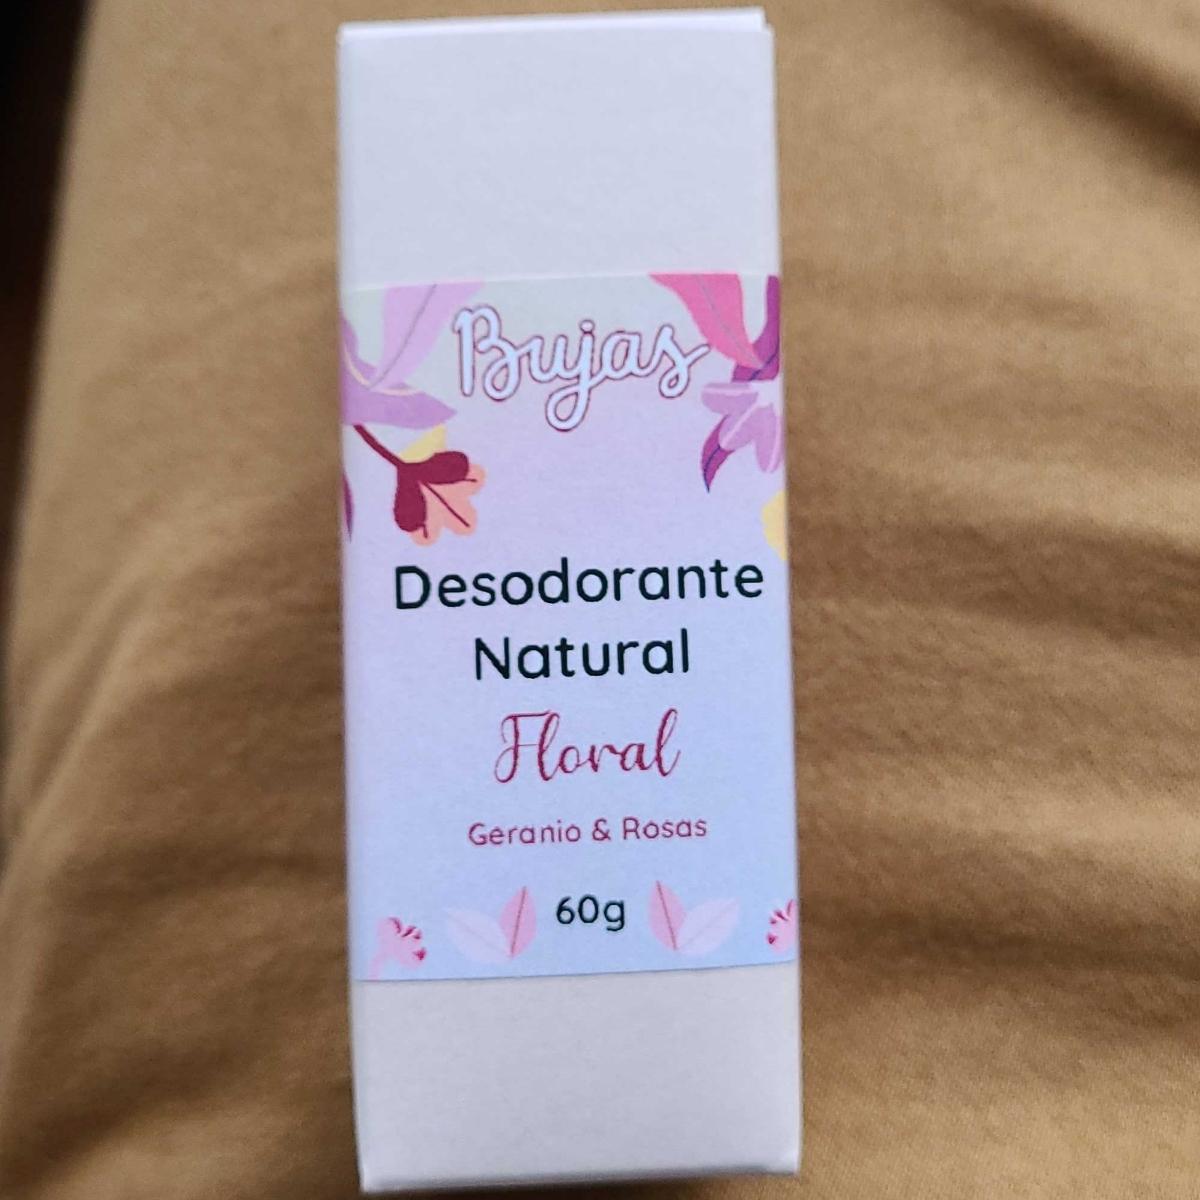 Bujas
Desodorante
Natural
Floral
Geranio & Rosas
60g